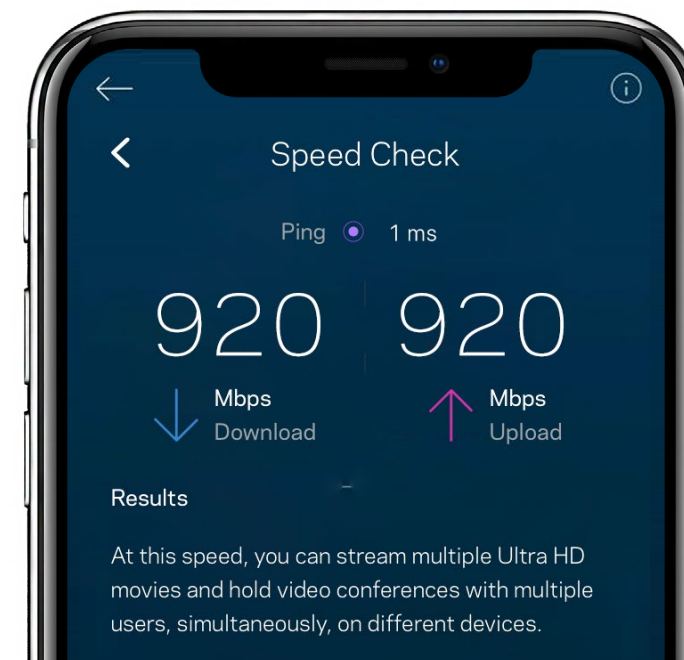 Speed Check
Ping 1 ms
920 920
Mbps Mbps
Download Upload
Results
At this speed, you can stream multiple Ultra HD
movies and hold video conferences with multiple
users, simultaneously, on different devices.